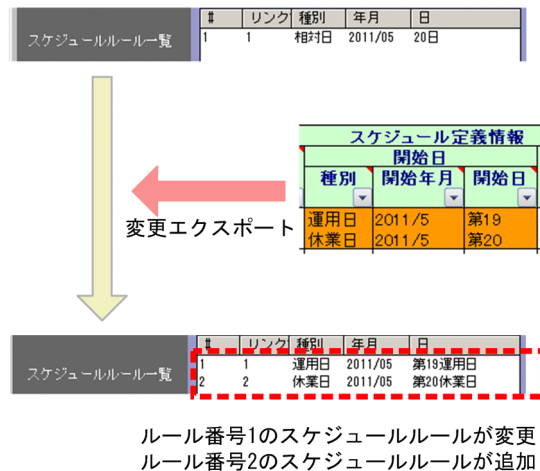 # リンク 種別 年月 日
スケジュールルール一覧 1 1 相対日 2011/05 20日
スケジュール定義情報
開始日
種別 開始年月 開始日
運用日 2011/5 第19
休業日 2011/5 第20
変更エクスポート
# リンク 種別 年月 日
1 1 運用日 2011/05 第19運用日
スケジュールルール一覧 2 2 休業日 2011/05 第20休業日
ルール番号1のスケジュールルールが変更
ルール番号2のスケジュールルールが追加